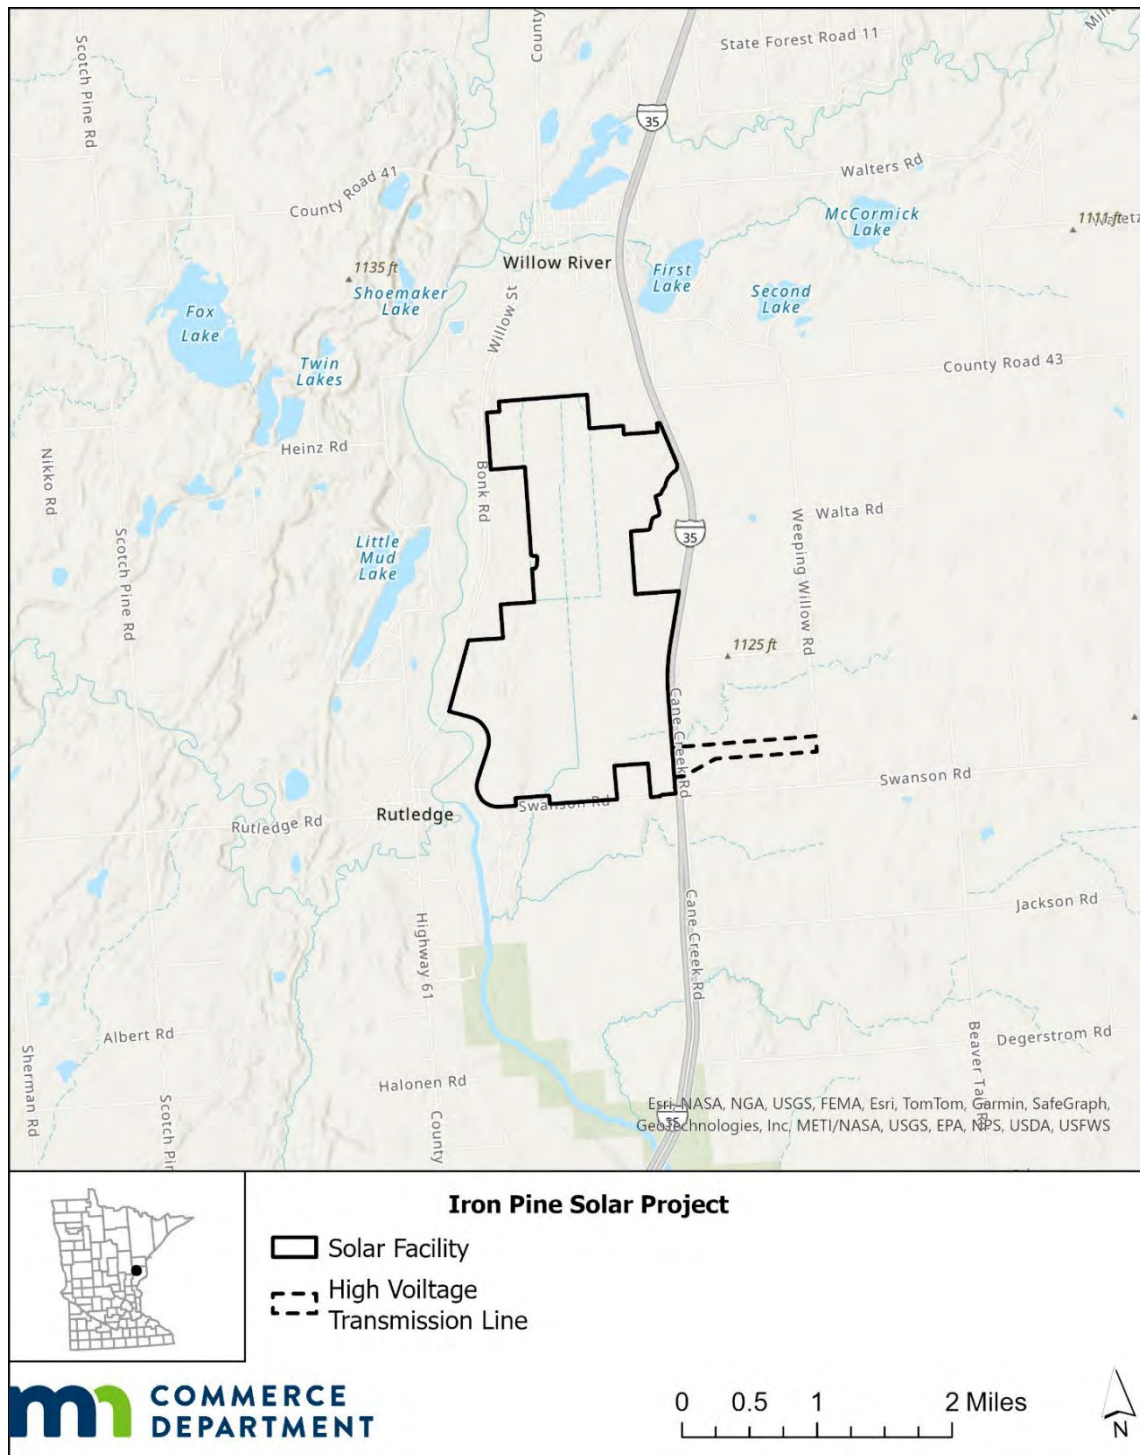 Scotch Pine Rd
County
State Forest Road 11
35
Walters Rd
County Road 41
McCormick
Lake
1111 ft
Willow River
1135 ft
First
Lake
Shoemaker
Lake
Second
Lake
Fox
Lake
Willow St
Twin
Lakes
County Road 43
Heinz Rd
Nikko Rd
Bonk Rd
Walta Rd
Scotch Pine Rd
35
Weeping Willow Rd
Little
Mud
Lake
1125 ft
Cane Creek Rd
Swanson Rd
Swanson Rd
Rutledge
Rutledge Rd
Jackson Rd
Highway 61
Cane Creek Rd
Albert Rd
Beaver Tail Rd
Degerstrom Rd
Sherman Rd
Halonen Rd
Scotch Pin
County
35
Esri, NASA, NGA, USGS, FEMA, Esri, TomTom, Garmin, SafeGraph,
GeoTechnologies, Inc, METI/NASA, USGS, EPA, NPS, USDA, USFWS
Iron Pine Solar Project
Solar Facility
High Voiltage
Transmission Line
mn COMMERCE
DEPARTMENT
0 0.5 1 2 Miles
N